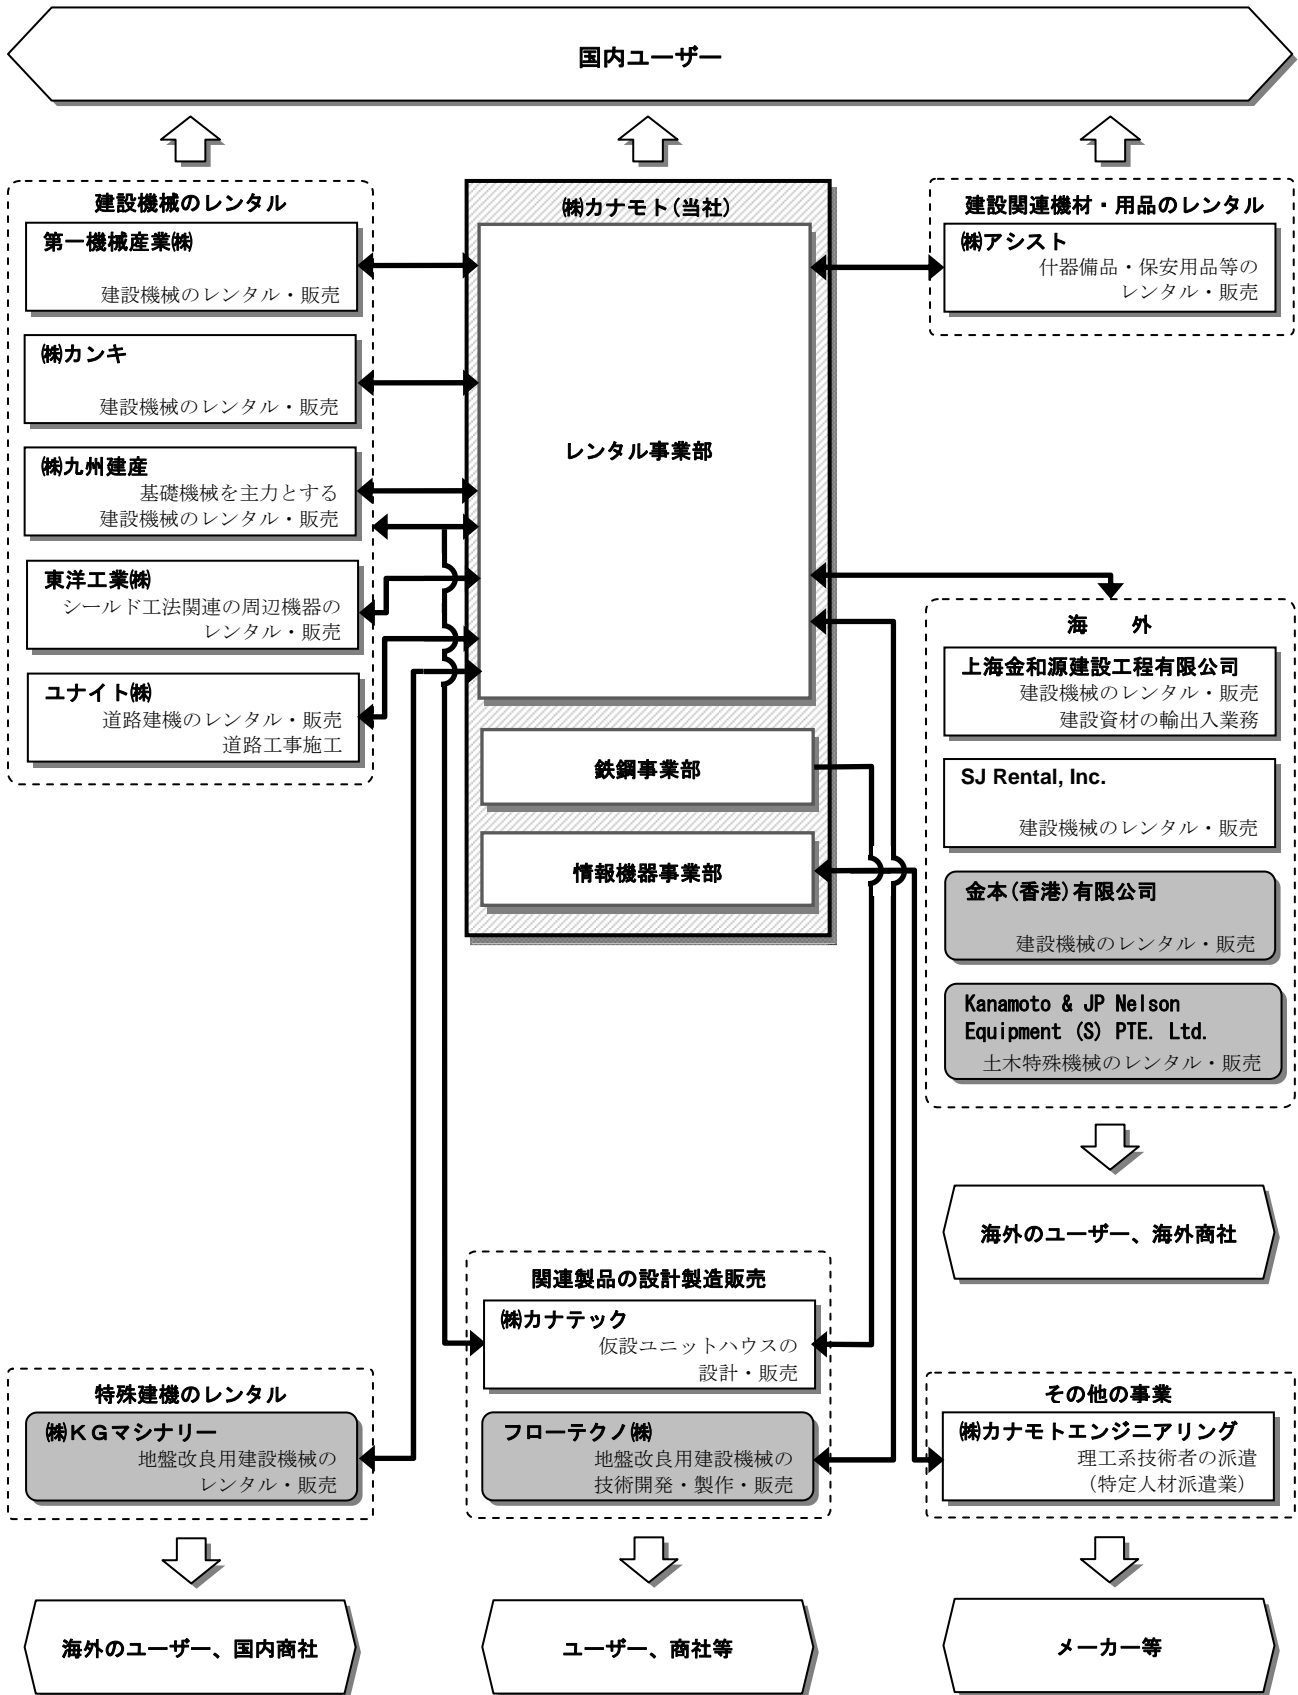 国内ユーザー
建設機械のレンタル
第一機械産業㈱
建設機械のレンタル・販売
㈱カンキ
建設機械のレンタル・販売
㈱九州建産
基礎機械を主力とする
建設機械のレンタル・販売
東洋工業㈱
シールド工法関連の周辺機器の
レンタル・販売
ユナイト㈱
道路建機のレンタル・販売
道路工事施工
㈱カナモト(当社)
レンタル事業部
鉄鋼事業部
情報機器事業部
建設関連機材・用品のレンタル
㈱アシスト
什器備品・保安用品等の
レンタル・販売
海　外
上海金和源建設工程有限公司
建設機械のレンタル・販売
建設資材の輸出入業務
SJ Rental, Inc.
建設機械のレンタル・販売
金本(香港)有限公司
建設機械のレンタル・販売
Kanamoto & JP Nelson
Equipment (S) PTE. Ltd.
土木特殊機械のレンタル・販売
海外のユーザー、海外商社
特殊建機のレンタル
㈱ＫＧマシナリー
地盤改良用建設機械の
レンタル・販売
海外のユーザー、国内商社
関連製品の設計製造販売
㈱カナテック
仮設ユニットハウスの
設計・販売
フローテクノ㈱
地盤改良用建設機械の
技術開発・製作・販売
ユーザー、商社等
その他の事業
㈱カナモトエンジニアリング
理工系技術者の派遣
（特定人材派遣業）
メーカー等